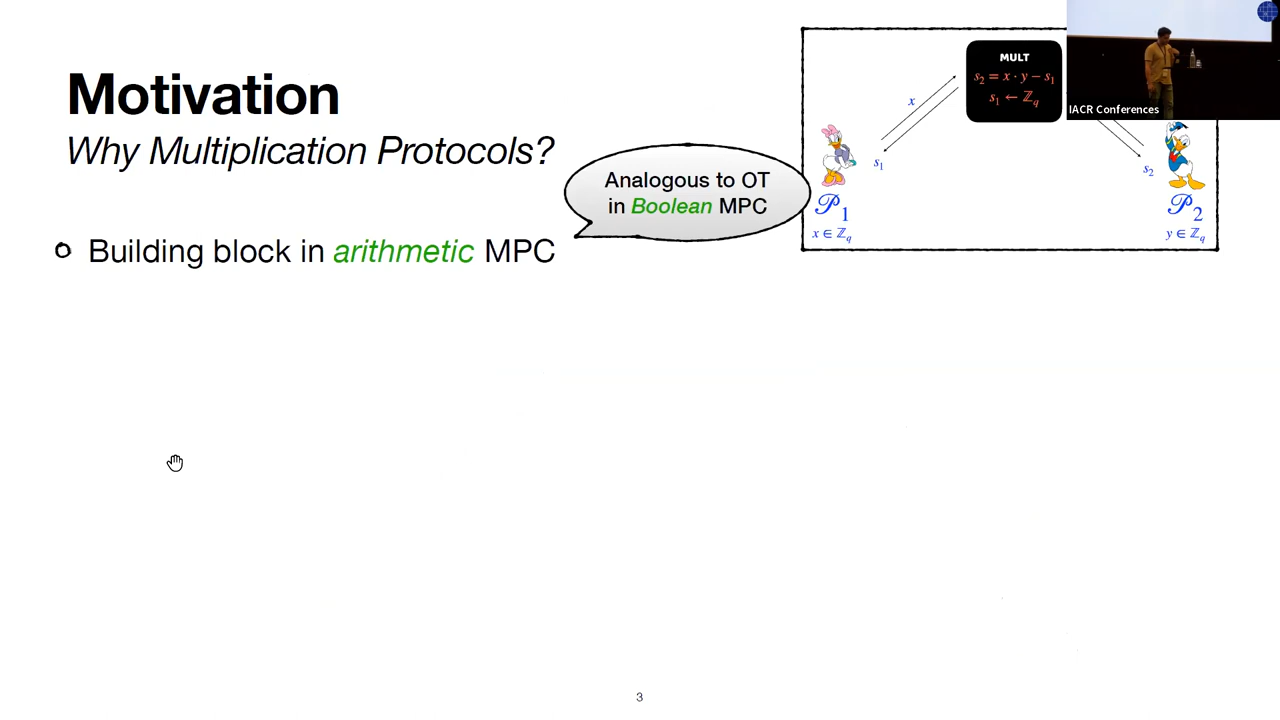 Motivation
Why Multiplication Protocols?
Building block in arithmetic MPC
Analogous to OT
in Boolean MPC
MULT
s₂ = x · y − s₁
s₁ ← ℤq
x
s₁
s₂
𝒫₁
x ∈ ℤq
𝒫₂
y ∈ ℤq
IACR Conferences
3